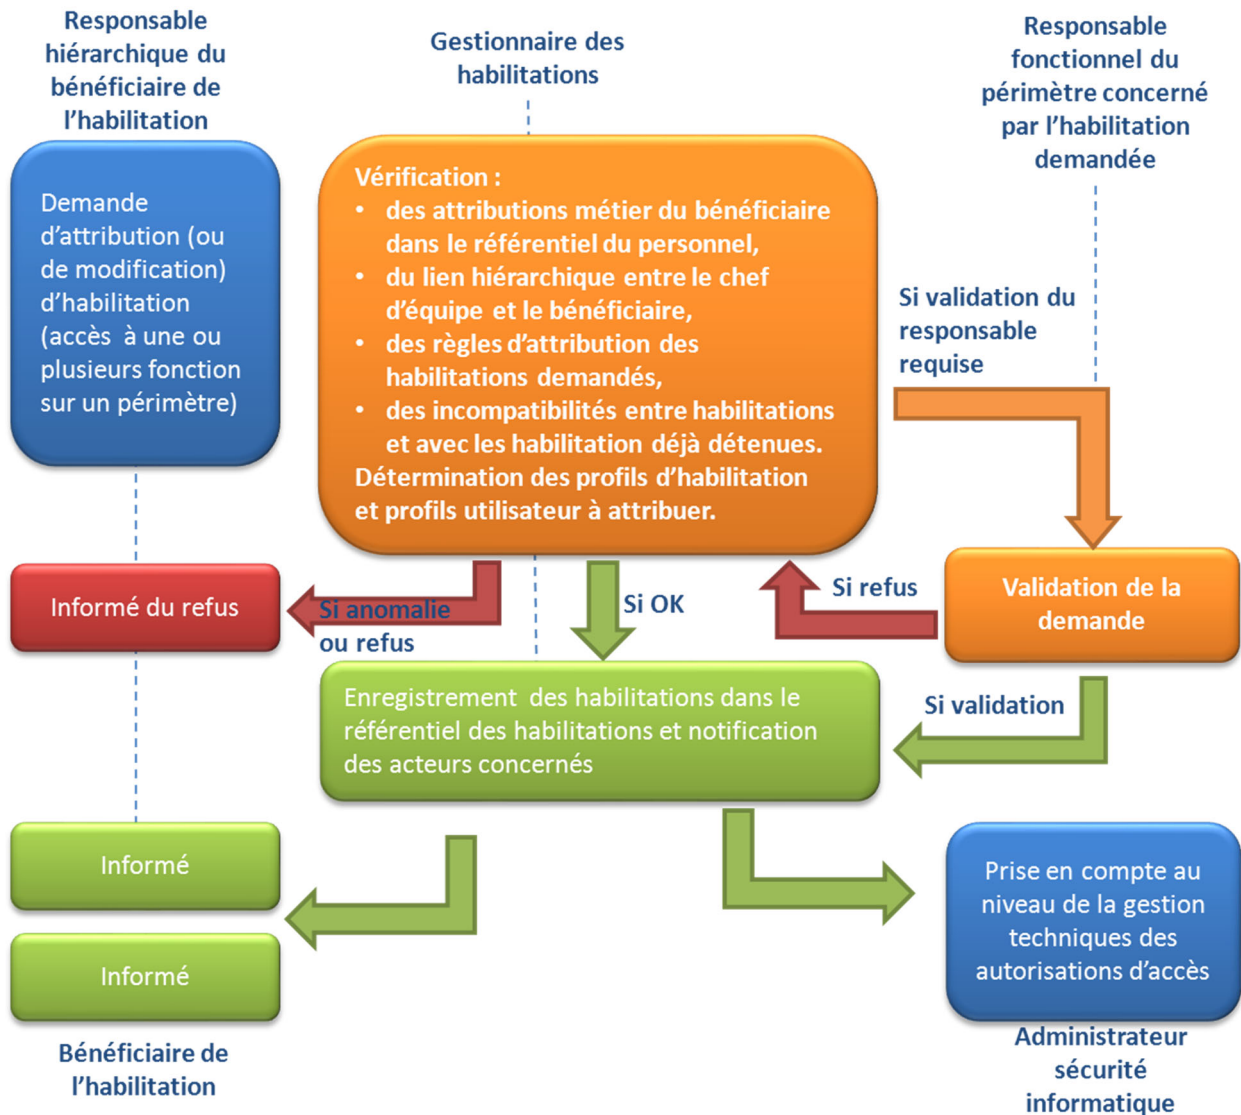 Responsable
hiérarchique du
bénéficiaire de
l’habilitation
Gestionnaire des
habilitations
Responsable
fonctionnel du
périmètre concerné
par l’habilitation
demandée
Demande
d’attribution (ou
de modification)
d’habilitation
(accès à une ou
plusieurs fonction
sur un périmètre)
Vérification :
• des attributions métier du bénéficiaire
dans le référentiel du personnel,
• du lien hiérarchique entre le chef
d’équipe et le bénéficiaire,
• des règles d’attribution des
habilitations demandés,
• des incompatibilités entre habilitations
et avec les habilitation déjà détenues.
Détermination des profils d’habilitation
et profils utilisateur à attribuer.
Si validation du
responsable
requise
Informé du refus
Si anomalie
ou refus
Si OK
Si refus
Validation de la
demande
Enregistrement des habilitations dans le
référentiel des habilitations et notification
des acteurs concernés
Si validation
Informé
Informé
Bénéficiaire de
l’habilitation
Prise en compte au
niveau de la gestion
techniques des
autorisations d’accès
Administrateur
sécurité
informatique